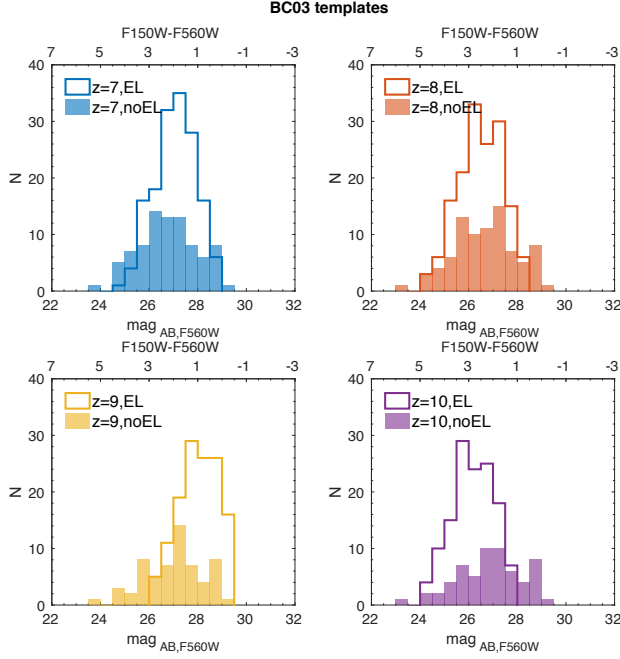 BC03 templates
F150W-F560W
7 5 3 1 -1 -3
40
30
20
10
0
N
z=7,EL
z=7,noEL
22 24 26 28 30 32
mag AB,F560W
F150W-F560W
7 5 3 1 -1 -3
40
30
20
10
0
N
z=8,EL
z=8,noEL
22 24 26 28 30 32
mag AB,F560W
F150W-F560W
7 5 3 1 -1 -3
40
30
20
10
0
N
z=9,EL
z=9,noEL
22 24 26 28 30 32
mag AB,F560W
F150W-F560W
7 5 3 1 -1 -3
40
30
20
10
0
N
z=10,EL
z=10,noEL
22 24 26 28 30 32
mag AB,F560W